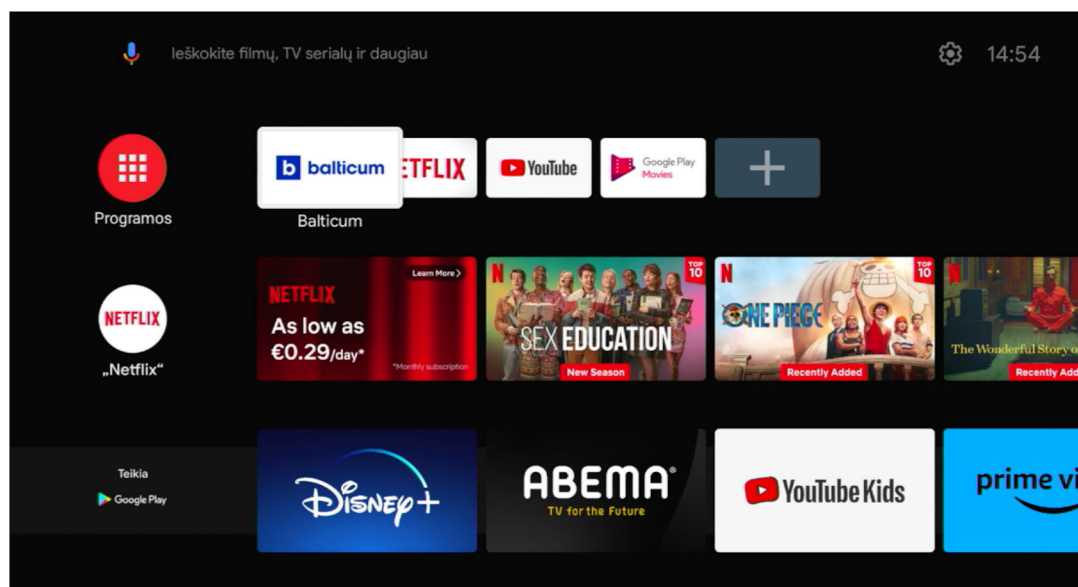 Ieškokite filmų, TV serialų ir daugiau
14:54
Programos
b balticum
Balticum
ETFLIX
YouTube
Google Play
Movies
„Netflix“
NETFLIX
Learn More >
NETFLIX
As low as
€0.29/day*
*Monthly subscription
N
TOP
10
SEX EDUCATION
New Season
N
TOP
10
ONE PIECE
Recently Added
N
The Wonderful Story o
Recently Add
Teikia
Google Play
Disney+
ABEMA®
TV for the Future
YouTube Kids
prime vi